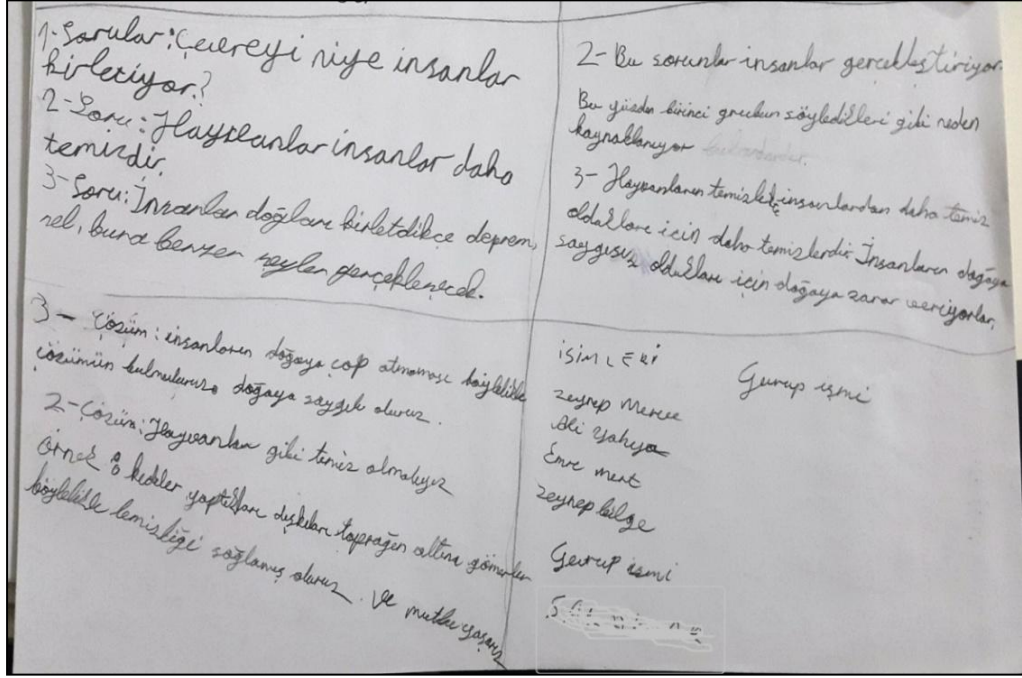 1-Sorular: Çevreyi niye insanlar
kirletiyor?
2-Soru: Hayvanlar insanlar daha
temizdir.
3-Soru: İnsanlar doğları kirletdikçe deprem,
sel, buna benzer şeyler gerçekleşecek.
2- Bu sorunlar insanlar gerçekleştiriyor.
Bu yüzden birinci grubun söyledikleri gibi neden
kaynaklanıyor
3- Hayvanların temizlik insanlardan daha temiz
oldukları için daha temizlerdir. İnsanların doğaya
saygısız oldukları için doğaya zarar veriyorlar.
3- Çözüm: insanların doğaya çöp atmaması böylelikle
çözümün bulmuluruz doğaya saygılı oluruz.
2-Çözüm: Hayvanlar gibi temiz olmalıyız
Örnek: kediler yaptıkları dışkıları toprağın altına gömerler
böylelikle temizliği sağlamış oluruz. Ve mutlu yaşarız
İSİMLERİ
Zeynep Merve
Ali Yahya
Emre mert
Zeynep bilge
Gurup ismi
Gurup ismi